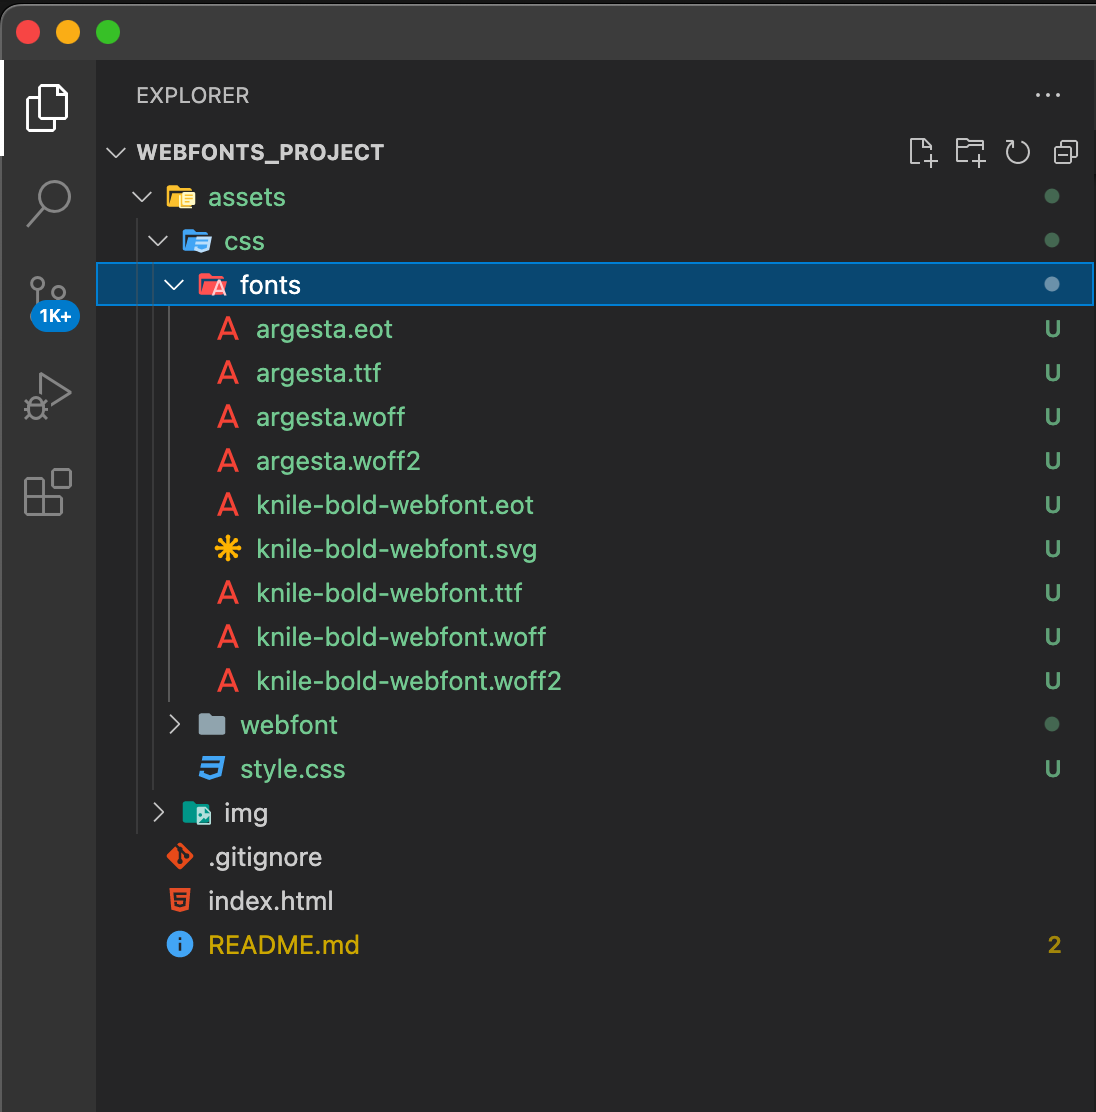 EXPLORER
WEBFONTS_PROJECT
assets
css
fonts
1K+
argesta.eot U
argesta.ttf U
argesta.woff U
argesta.woff2 U
knile-bold-webfont.eot U
knile-bold-webfont.svg U
knile-bold-webfont.ttf U
knile-bold-webfont.woff U
knile-bold-webfont.woff2 U
webfont
style.css U
img
.gitignore
index.html
README.md 2